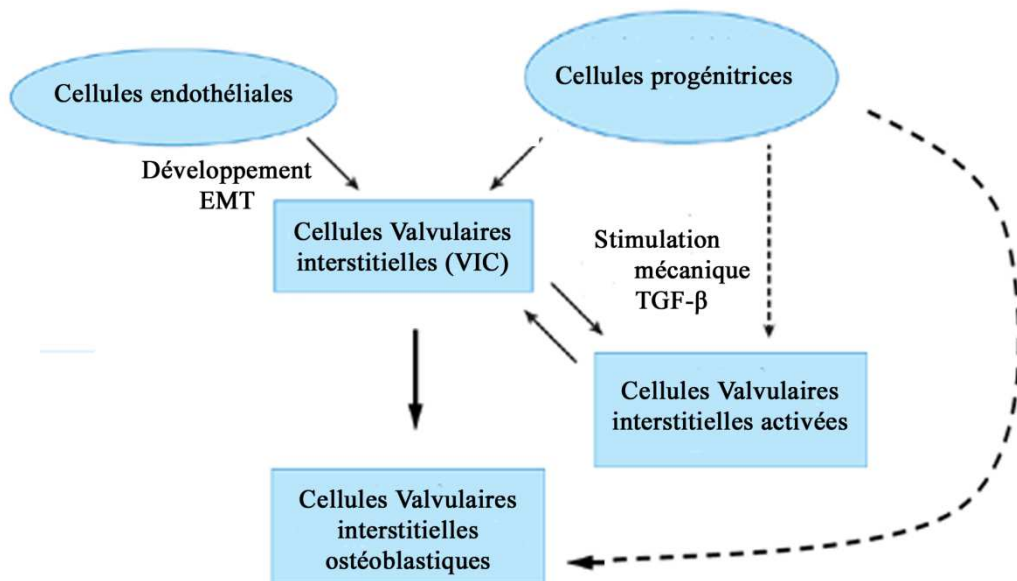 Cellules endothéliales
Cellules progénitrices
Développement
EMT
Cellules Valvulaires
interstitielles (VIC)
Stimulation
mécanique
TGF-β
Cellules Valvulaires
interstitielles activées
Cellules Valvulaires
interstitielles
ostéoblastiques